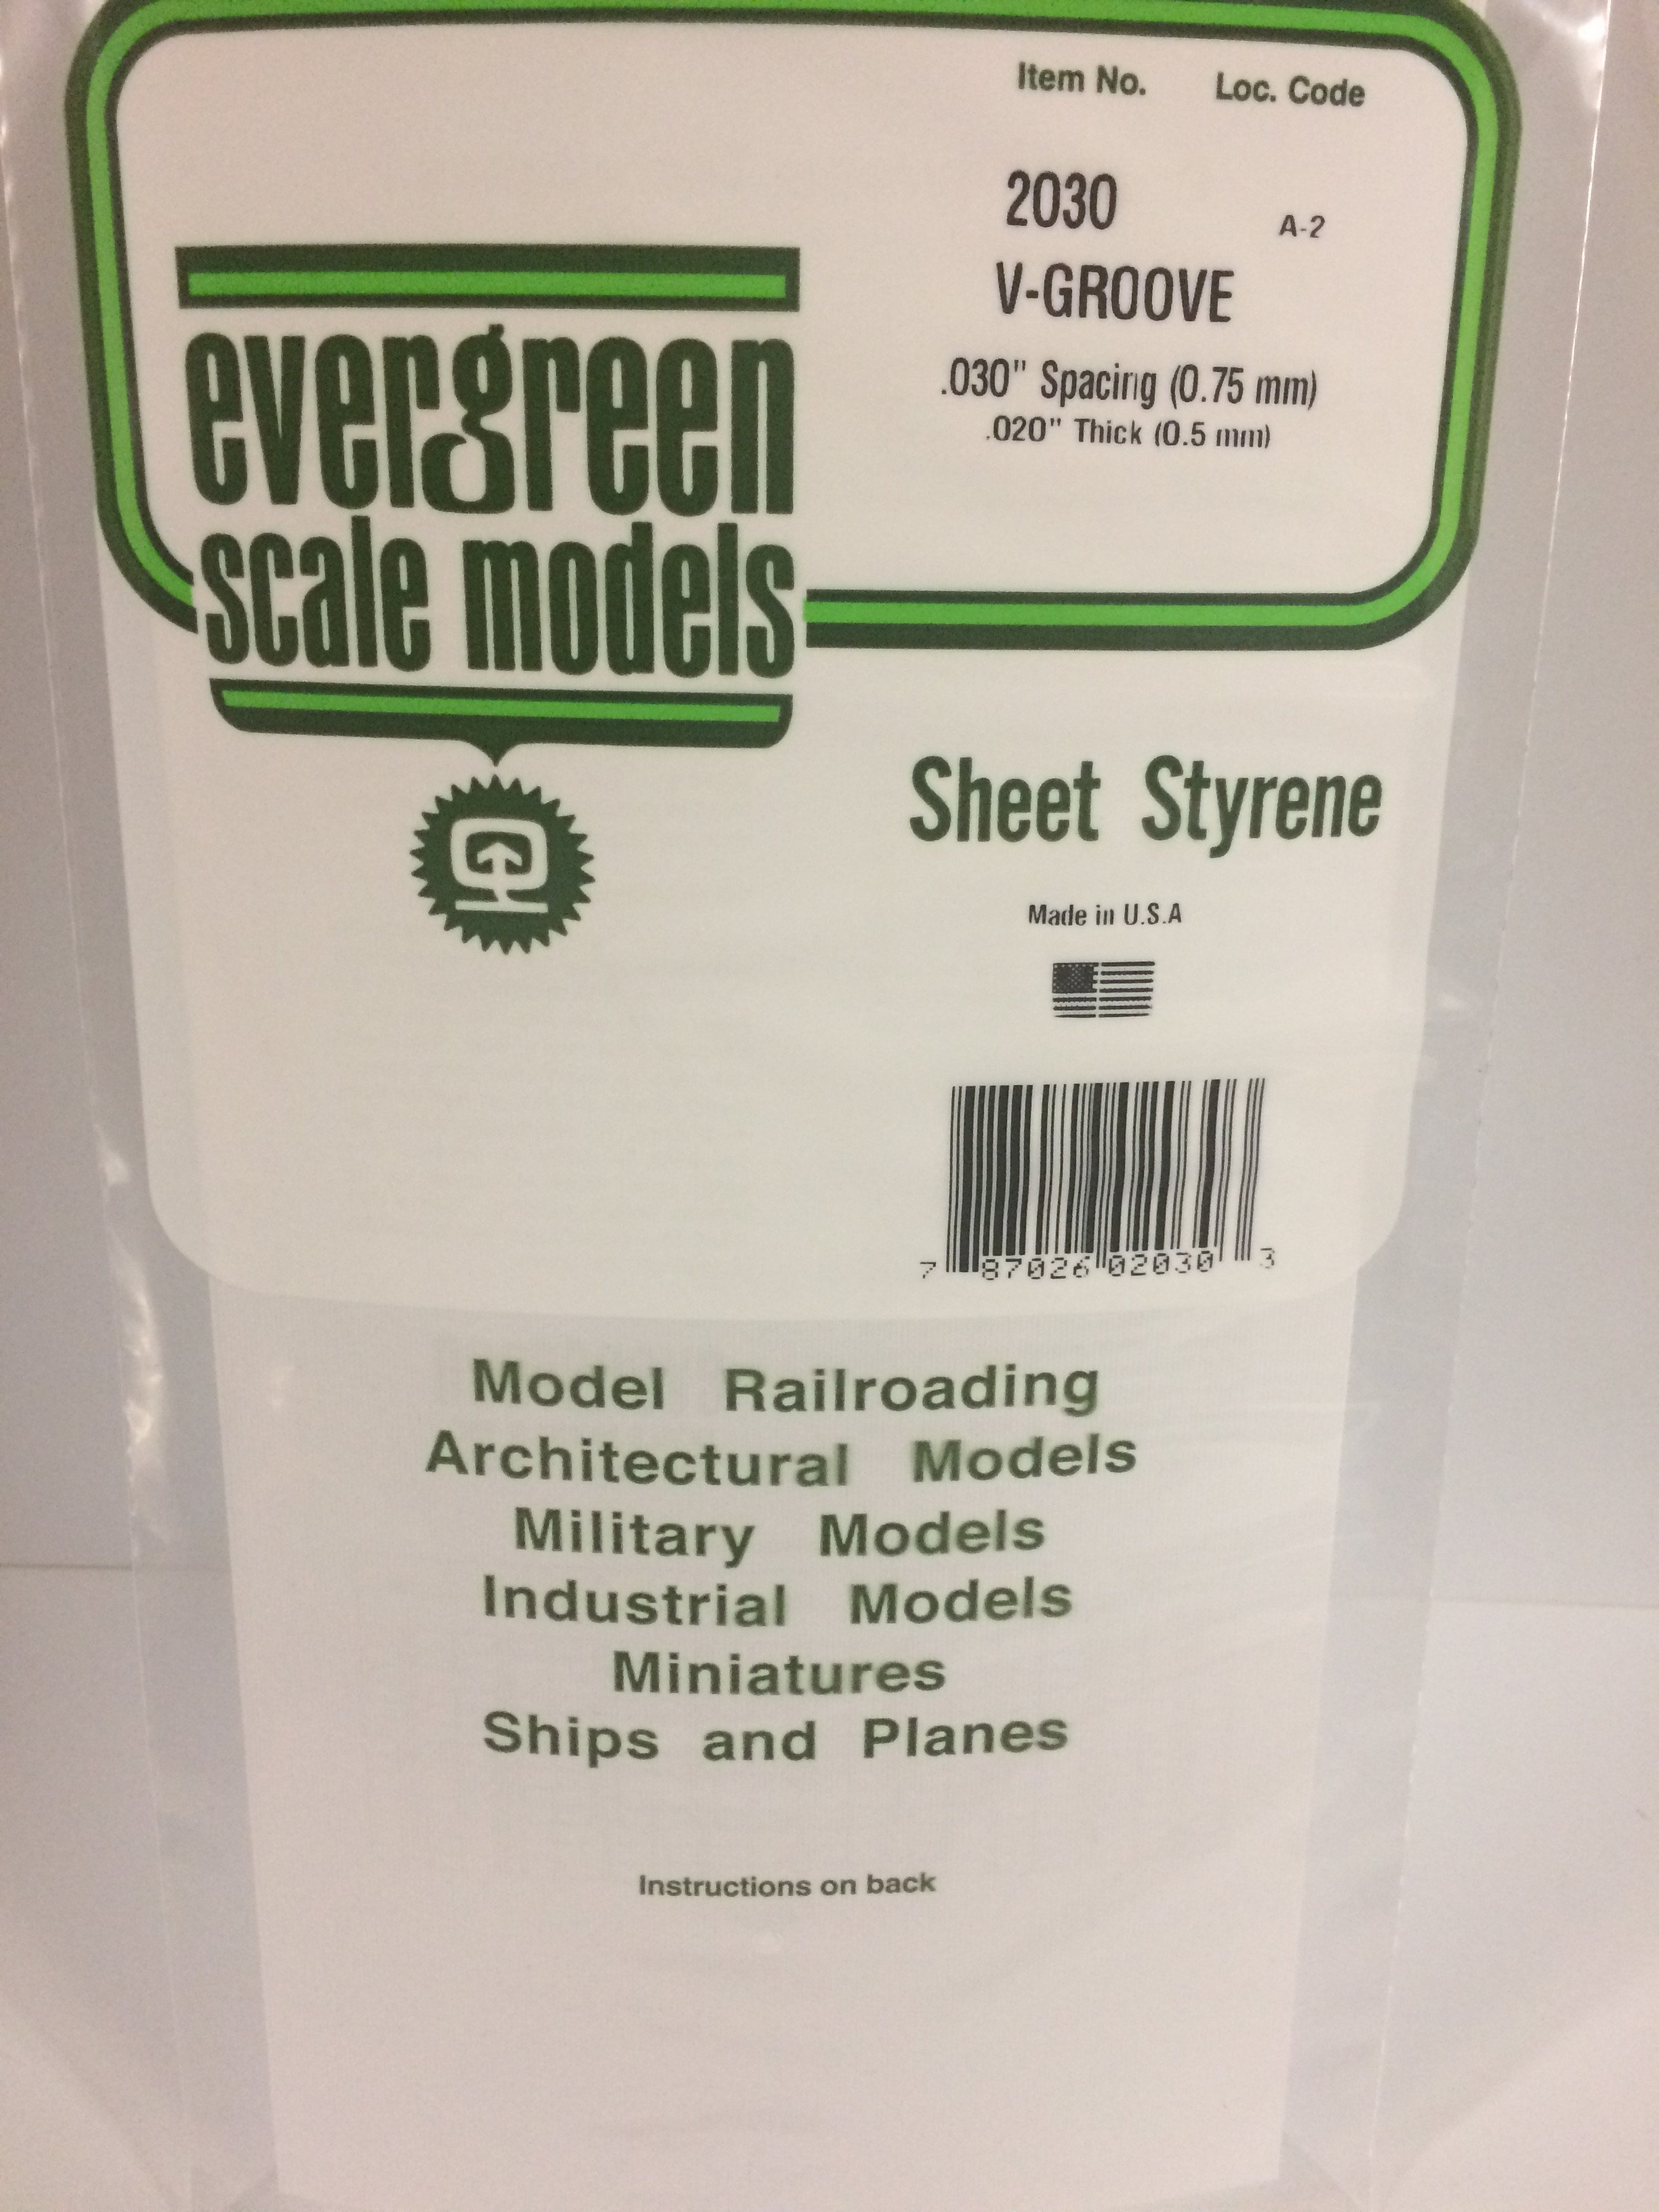 Item No. Loc. Code
2030 A-2
V-GROOVE
.030" Spacing (0.75 mm)
.020" Thick (0.5 mm)
evergreen
scale models
Sheet Styrene
Made in U.S.A
7 87026 02030 3
Model Railroading
Architectural Models
Military Models
Industrial Models
Miniatures
Ships and Planes
Instructions on back